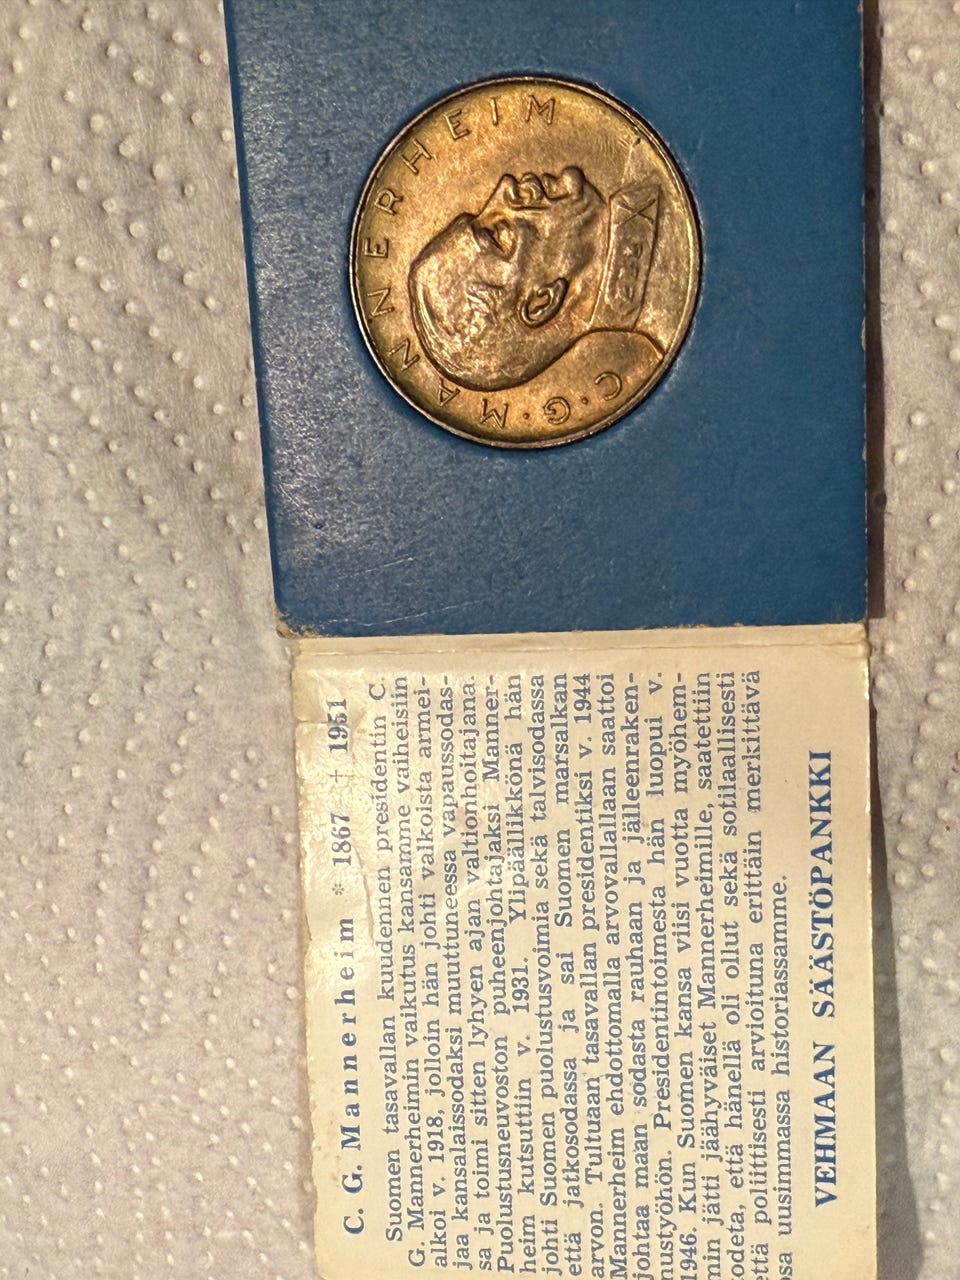 C·G·MANNERHEIM
C. G. Mannerheim * 1867 † 1951
Suomen tasavallan kuudennen presidentin C.
G. Mannerheimin vaikutus kansamme vaiheisiin
alkoi v. 1918, jolloin hän johti valkoista armei-
jaa kansalaissodaksi muuttuneessa vapaussodas-
sa ja toimi sitten lyhyen ajan valtionhoitajana.
Puolustusneuvoston puheenjohtajaksi Manner-
heim kutsuttiin v. 1931. Ylipäällikkönä hän
johti Suomen puolustusvoimia sekä talvisodassa
että jatkosodassa ja sai Suomen marsalkan
arvon. Tultuaan tasavallan presidentiksi v. 1944
Mannerheim ehdottomalla arvovallallaan saattoi
johtaa maan sodasta rauhaan ja jälleenraken-
nustyöhön. Presidentintoimesta hän luopui v.
1946. Kun Suomen kansa viisi vuotta myöhem-
min jätti jäähyväiset Mannerheimille, saatettiin
odeta, että hänellä oli ollut sekä sotilaallisesti
ttä poliittisesti arvioituna erittäin merkittävä
sa uusimmassa historiassamme.
VEHMAAN SÄÄSTÖPANKKI